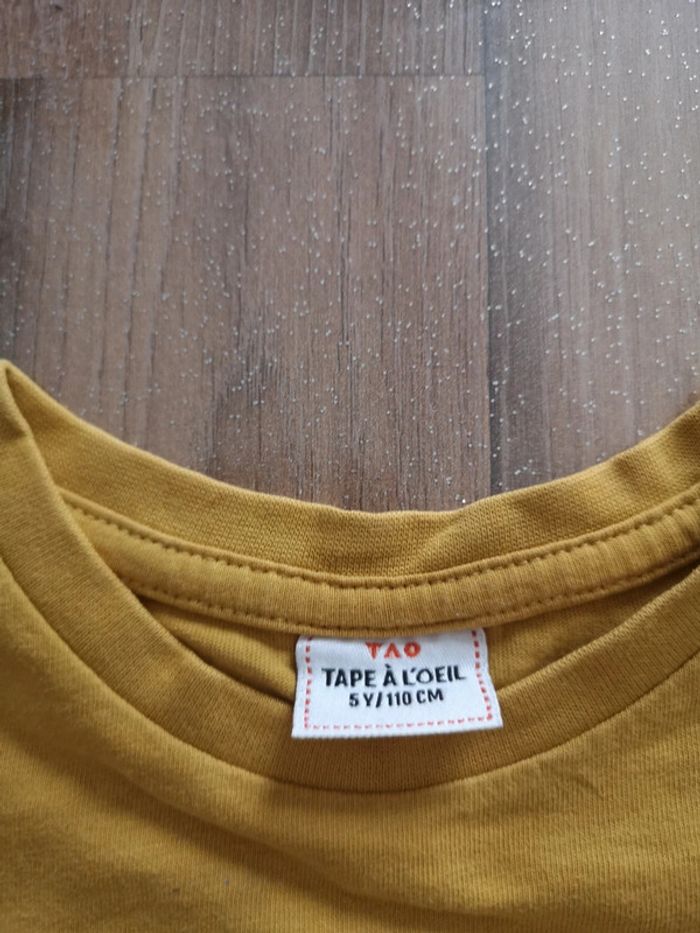 TAO
TAPE À L'OEIL
5 Y/110 CM